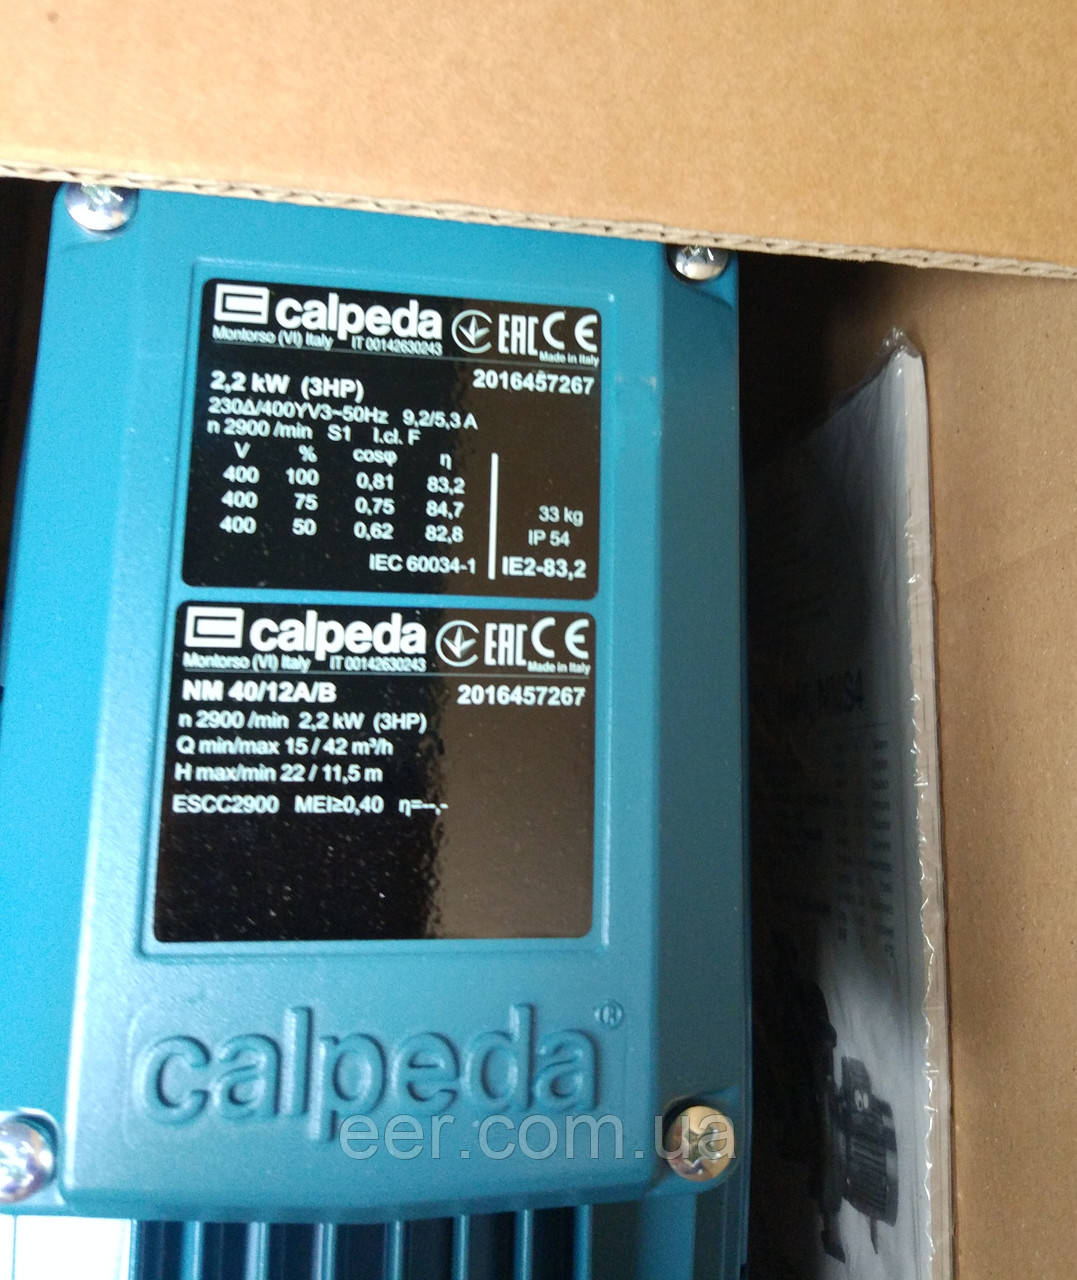 calpeda EAC CE
Montorso (VI) Italy IT 00142630243 Made in Italy
2,2 kW (3HP) 2016457267
230Δ/400YV3~50Hz 9,2/5,3 A
n 2900 /min S1 I.cl. F
V % cosφ η
400 100 0,81 83,2
400 75 0,75 84,7 33 kg
400 50 0,62 82,8 IP 54
IEC 60034-1 IE2-83,2
calpeda EAC CE
Montorso (VI) Italy IT 00142630243 Made in Italy
NM 40/12A/B 2016457267
n 2900 /min 2,2 kW (3HP)
Q min/max 15 / 42 m³/h
H max/min 22 / 11,5 m
ESCC2900 MEI≥0,40 η=--,-
calpeda®
eer.com.ua